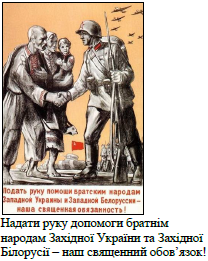 Подать руку помощи братским народам
Западной Украины и Западной Белоруссии –
наша священная обязанность!
Надати руку допомоги братнім
народам Західної України та Західної
Білорусії – наш священний обов’язок!